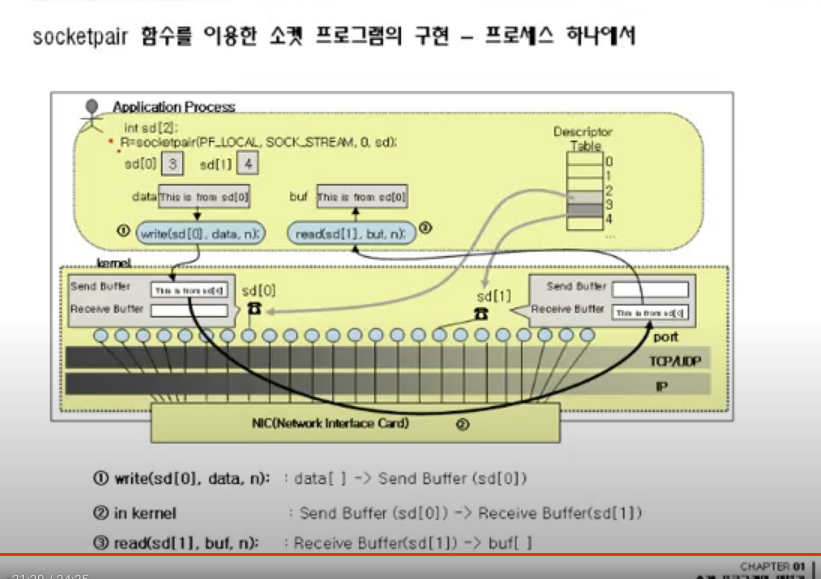 socketpair 함수를 이용한 소켓 프로그램의 구현 – 프로세스 하나에서
Application Process
int sd[2];
R=socketpair(PF_LOCAL, SOCK_STREAM, 0, sd);
sd[0] 3 sd[1] 4
Descriptor
Table
0
1
2
3
4
...
data This is from sd[0]
buf This is from sd[0]
① write(sd[0], data, n);
read(sd[1], buf, n); ③
kernel
Send Buffer This is from sd[0]
Receive Buffer
sd[0]
sd[1]
Send Buffer
Receive Buffer This is from sd[0]
port
TCP/UDP
IP
NIC(Network Interface Card) ②
① write(sd[0], data, n); : data[ ] -> Send Buffer (sd[0])
② in kernel : Send Buffer (sd[0]) -> Receive Buffer(sd[1])
③ read(sd[1], buf, n); : Receive Buffer(sd[1]) -> buf[ ]
CHAPTER 01